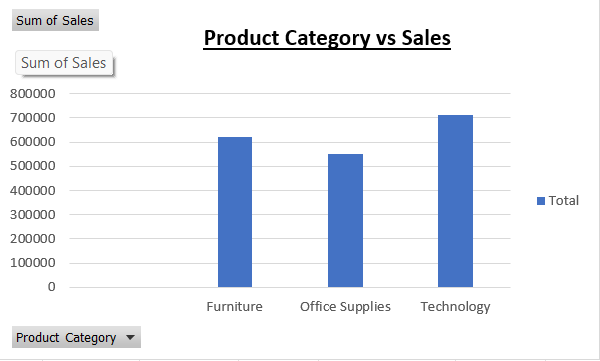 Sum of Sales
Product Category vs Sales
Sum of Sales
800000
700000
600000
500000
400000
300000
200000
100000
0
Total
Furniture Office Supplies Technology
Product Category